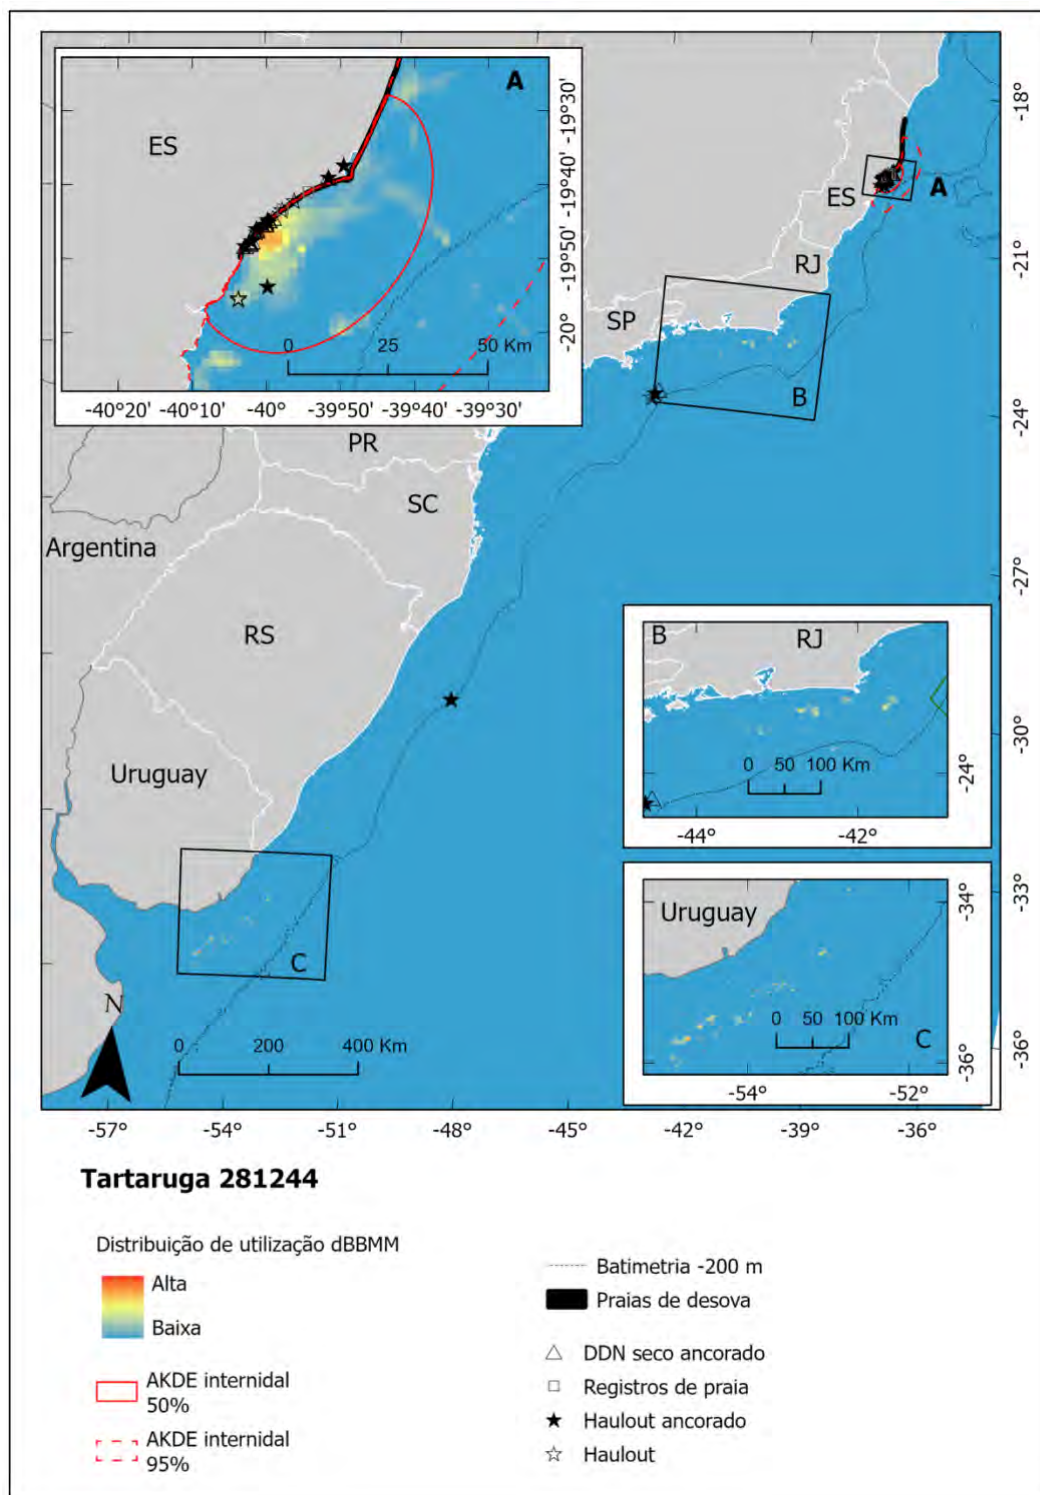 A
ES
-19°30'
-19°40'
-19°50'
-20°
0 25 50 Km
-40°20' -40°10' -40° -39°50' -39°40' -39°30'
-18°
-21°
-24°
-27°
-30°
-33°
-36°
ES
A
RJ
SP
B
PR
SC
Argentina
RS
Uruguay
C
N
0 200 400 Km
B
RJ
0 50 100 Km
-24°
-44° -42°
Uruguay
-34°
0 50 100 Km
C
-36°
-54° -52°
-57° -54° -51° -48° -45° -42° -39° -36°
Tartaruga 281244
Distribuição de utilização dBBMM
Alta
Baixa
AKDE internidal
50%
AKDE internidal
95%
Batimetria -200 m
Praias de desova
DDN seco ancorado
Registros de praia
Haulout ancorado
Haulout